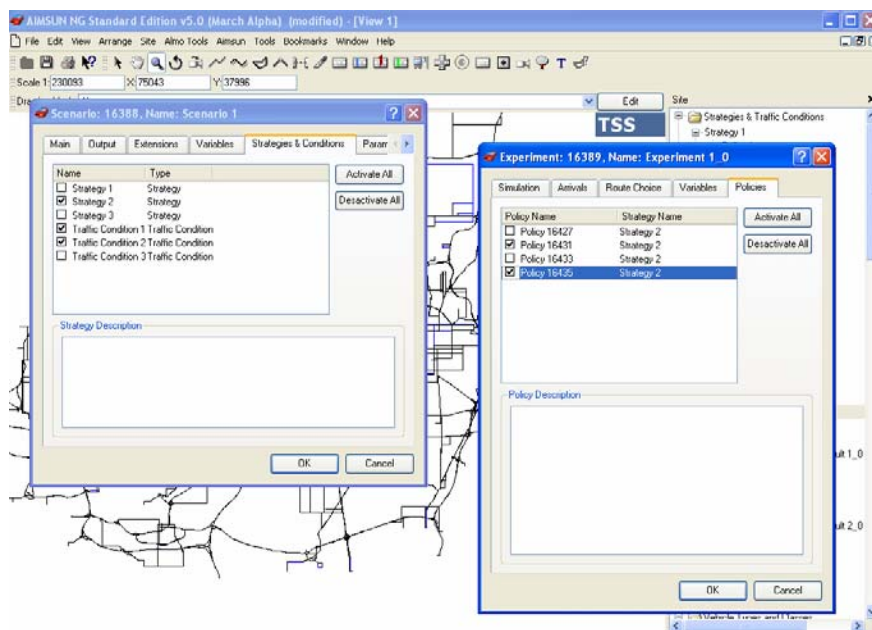 AIMSUN NG Standard Edition v5.0 (March Alpha) (modified) - [View 1]
File Edit View Arrange Site Almo Tools Aimsun Tools Bookmarks Window Help
Scale 1: 230093 X: 75043 Y: 37996
Edit
Site
TSS
Strategies & Traffic Conditions
Strategy 1
Scenario: 16388, Name: Scenario 1
Main Output Extensions Variables Strategies & Conditions Param
Name Type
Strategy 1 Strategy
Strategy 2 Strategy
Strategy 3 Strategy
Traffic Condition 1 Traffic Condition
Traffic Condition 2 Traffic Condition
Traffic Condition 3 Traffic Condition
Activate All
Desactivate All
Strategy Description
OK Cancel
Experiment: 16389, Name: Experiment 1_0
Simulation Arrivals Route Choice Variables Policies
Policy Name Strategy Name
Policy 16427 Strategy 2
Policy 16431 Strategy 2
Policy 16433 Strategy 2
Policy 16435 Strategy 2
Activate All
Desactivate All
Policy Description
OK Cancel
ult 1_0
ult 2_0